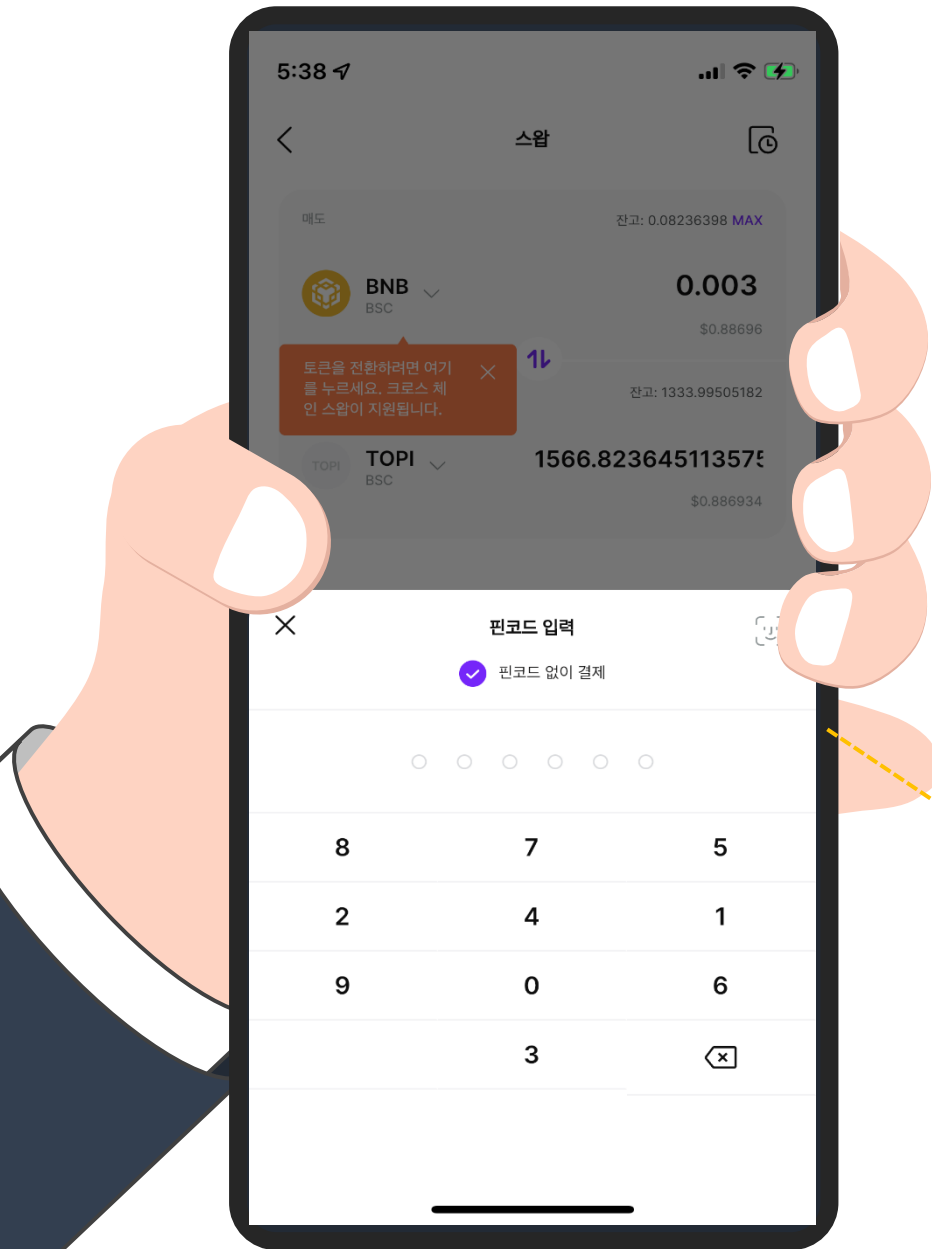 5:38
스왑
매도
잔고: 0.08236398 MAX
BNB
0.003
BSC
$0.88696
토큰을 전환하려면 여기
를 누르세요. 크로스 체
인 스왑이 지원됩니다.
잔고: 1333.99505182
TOPI
TOPI
1566.823645113575
BSC
$0.886934
핀코드 입력
핀코드 없이 결제
8 7 5
2 4 1
9 0 6
3